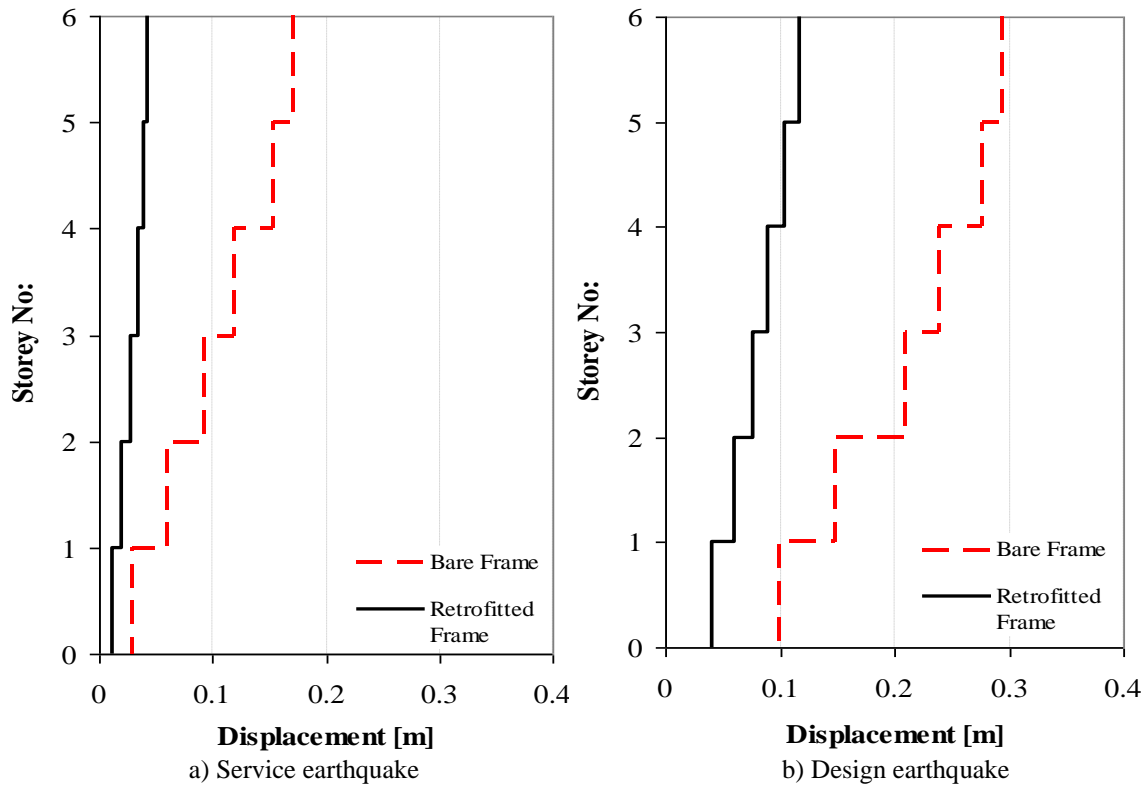 6
5
4
3
2
1
0
Storey No:
Bare Frame
Retrofitted
Frame
0
0.1
0.2
0.3
0.4
Displacement [m]
a) Service earthquake
6
5
4
3
2
1
0
Storey No:
Bare Frame
Retrofitted
Frame
0
0.1
0.2
0.3
0.4
Displacement [m]
b) Design earthquake